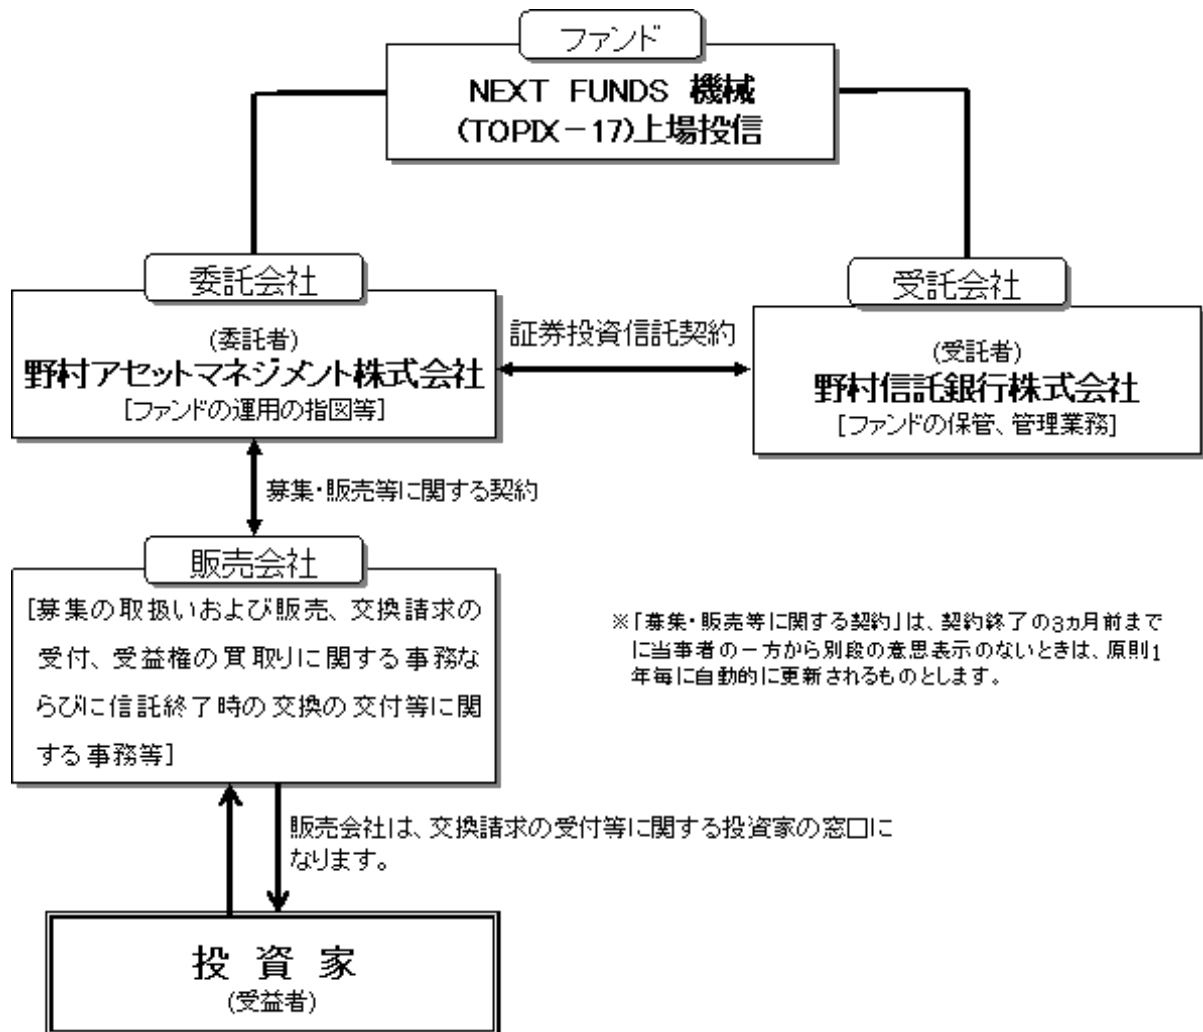 ファンド
NEXT FUNDS 機械
(TOPIX－17)上場投信
委託会社
(委託者)
野村アセットマネジメント株式会社
[ファンドの運用の指図等]
証券投資信託契約
受託会社
(受託者)
野村信託銀行株式会社
[ファンドの保管、管理業務]
募集・販売等に関する契約
販売会社
[募集の取扱いおよび販売、交換請求の
受付、受益権の買取りに関する事務な
らびに信託終了時の交換の交付等に関
する事務等]
※「募集・販売等に関する契約」は、契約終了の3ヵ月前まで
に当事者の一方から別段の意思表示のないときは、原則1
年毎に自動的に更新されるものとします。
販売会社は、交換請求の受付等に関する投資家の窓口に
なります。
投 資 家
(受益者)